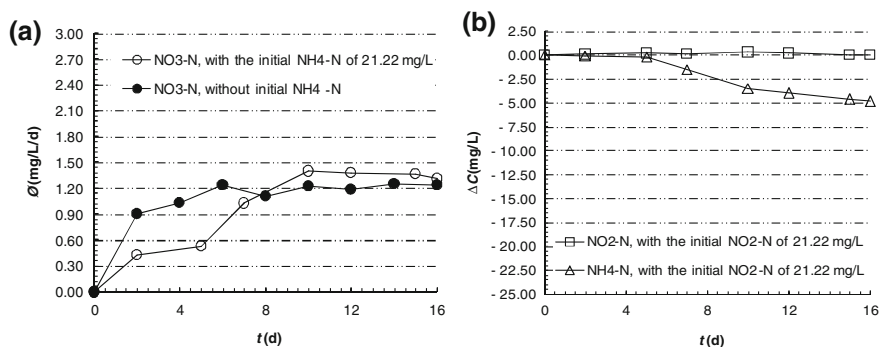 (a)
3.00
2.70
2.40
2.10
1.80
1.50
1.20
0.90
0.60
0.30
0.00
Ø(mg/L/d)
NO3-N, with the initial NH4-N of 21.22 mg/L
NO3-N, without initial NH4 -N
0 4 8 12 16
t(d)
(b)
2.50
0.00
- 2.50
- 5.00
- 7.50
- 10.00
- 12.50
- 15.00
- 17.50
- 20.00
- 22.50
- 25.00
ΔC(mg/L)
NO2-N, with the initial NO2-N of 21.22 mg/L
NH4-N, with the initial NO2-N of 21.22 mg/L
0 4 8 12 16
t(d)